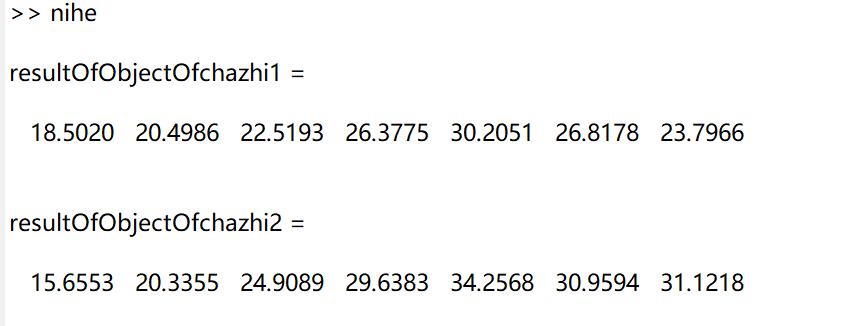 >> nihe
resultOfObjectOfchazhi1 =
18.5020 20.4986 22.5193 26.3775 30.2051 26.8178 23.7966
resultOfObjectOfchazhi2 =
15.6553 20.3355 24.9089 29.6383 34.2568 30.9594 31.1218